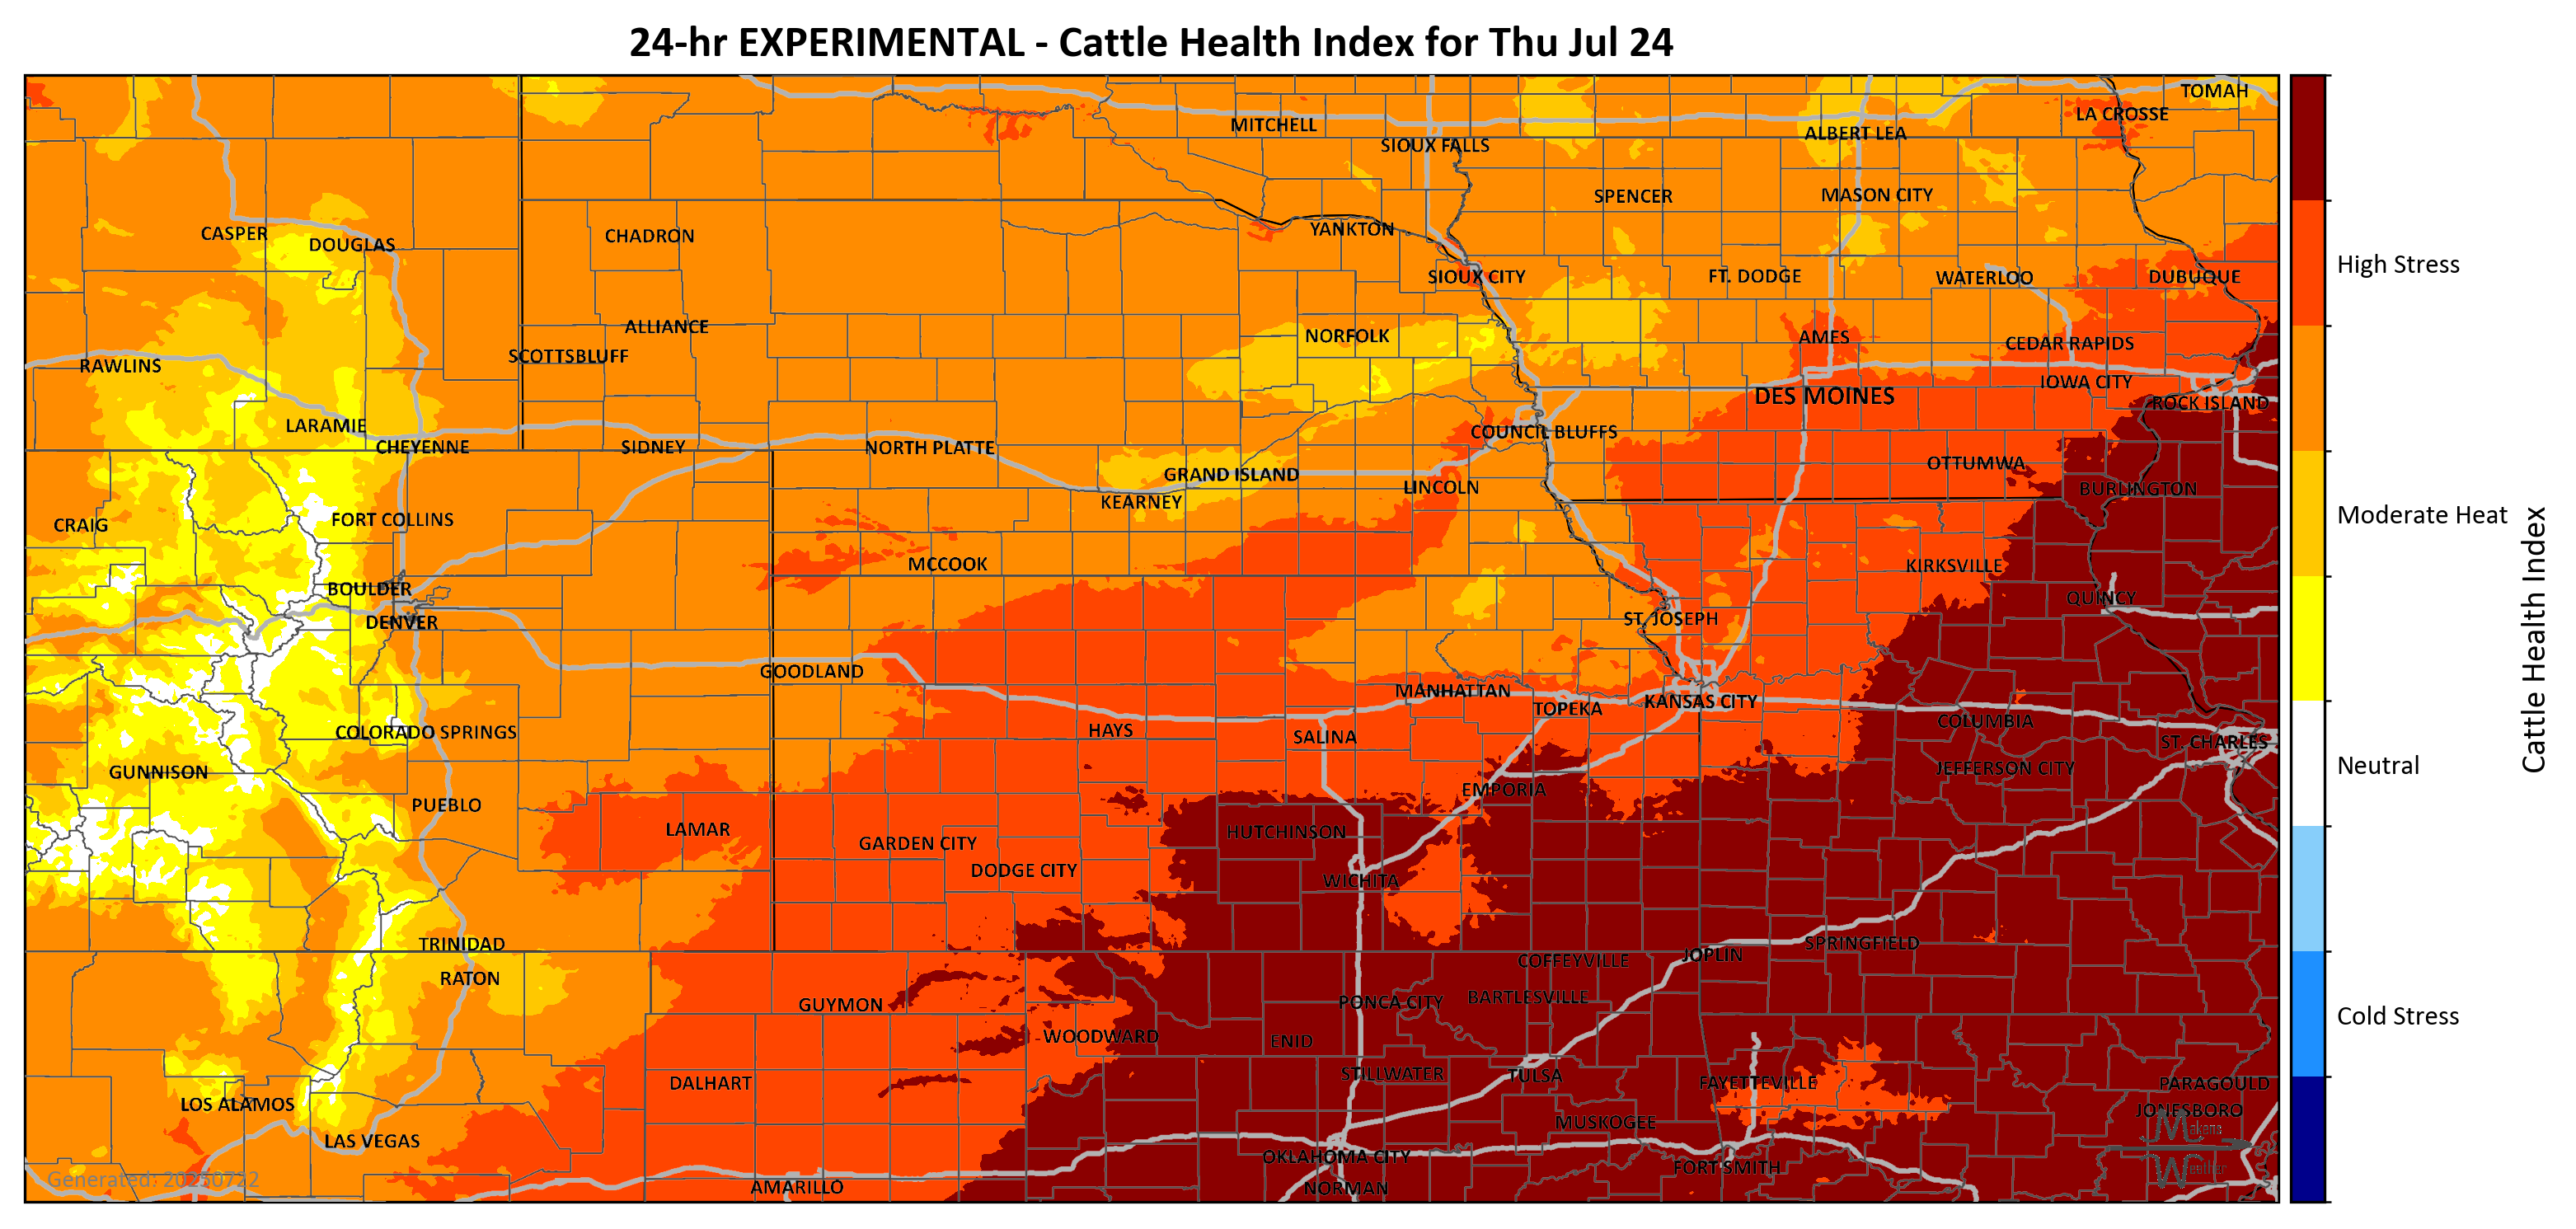 24-hr EXPERIMENTAL - Cattle Health Index for Thu Jul 24
TOMAH
LA CROSSE
MITCHELL
ALBERT LEA
SIOUX FALLS
SPENCER
MASON CITY
CASPER
DOUGLAS
CHADRON
YANKTON
SIOUX CITY
FT. DODGE
WATERLOO
DUBUQUE
High Stress
ALLIANCE
NORFOLK
AMES
CEDAR RAPIDS
SCOTTSBLUFF
RAWLINS
IOWA CITY
DES MOINES
ROCK ISLAND
LARAMIE
COUNCIL BLUFFS
CHEYENNE
SIDNEY
NORTH PLATTE
OTTUMWA
GRAND ISLAND
LINCOLN
BURLINGTON
KEARNEY
Moderate Heat
CRAIG
FORT COLLINS
MCCOOK
KIRKSVILLE
BOULDER
QUINCY
DENVER
ST. JOSEPH
Cattle Health Index
GOODLAND
MANHATTAN
KANSAS CITY
TOPEKA
COLUMBIA
COLORADO SPRINGS
HAYS
SALINA
ST. CHARLES
GUNNISON
JEFFERSON CITY
Neutral
EMPORIA
PUEBLO
LAMAR
HUTCHINSON
GARDEN CITY
DODGE CITY
WICHITA
TRINIDAD
SPRINGFIELD
JOPLIN
COFFEYVILLE
RATON
BARTLESVILLE
PONCA CITY
GUYMON
Cold Stress
WOODWARD
ENID
STILLWATER
TULSA
DALHART
FAYETTEVILLE
PARAGOULD
LOS ALAMOS
JONESBORO
MUSKOGEE
Makens
LAS VEGAS
OKLAHOMA CITY
FORT SMITH
Weather
Generated: 20250722
AMARILLO
NORMAN